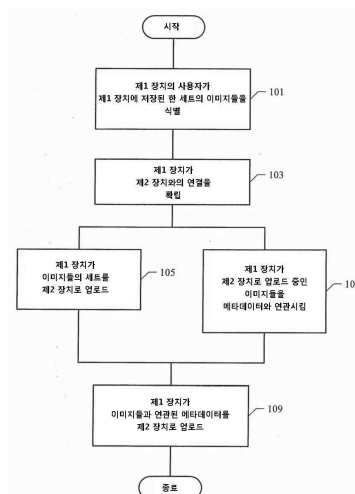 시작
제1 장치의 사용자가
제1 장치에 저장된 한 세트의 이미지들을
식별
101
제1 장치가
제2 장치와의 연결을
확립
103
제1 장치가
이미지들의 세트를
제2 장치로 업로드
105
제1 장치가
제2 장치로 업로드 중인
이미지들을
메타데이터와 연관시킴
10
제1 장치가
이미지들과 연관된 메타데이터를
제2 장치로 업로드
109
종료